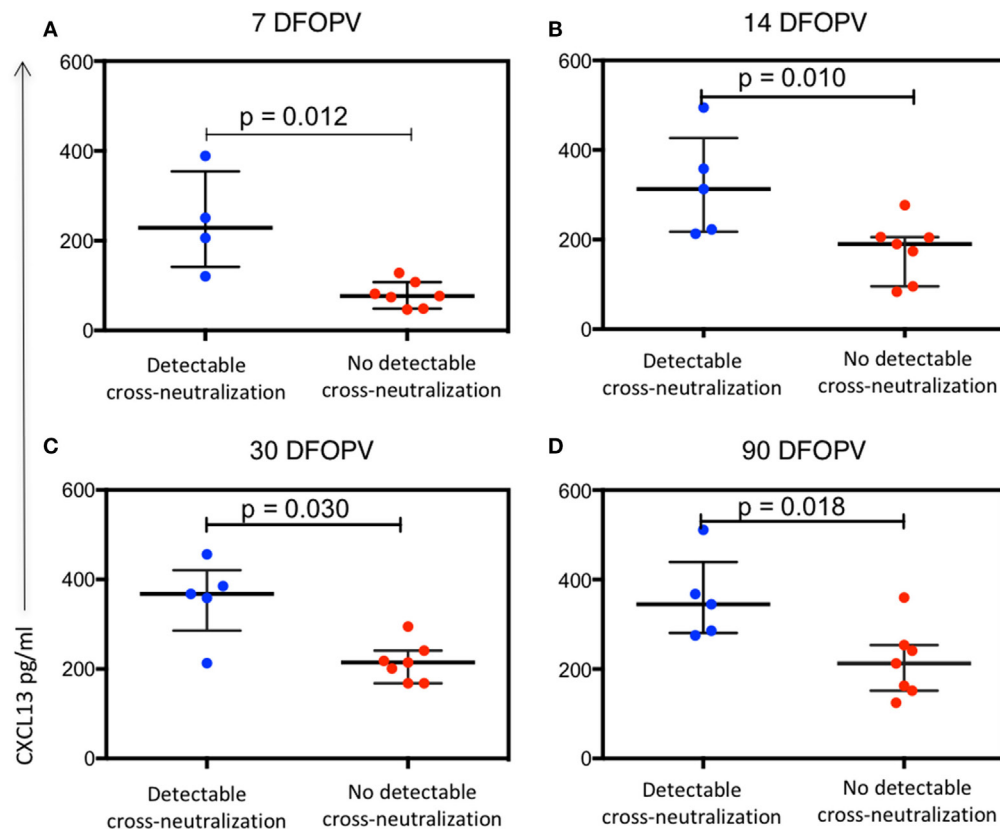 A
7 DFOPV
600
400
200
0
p = 0.012
Detectable
cross-neutralization
No detectable
cross-neutralization
B
14 DFOPV
600
400
200
0
p = 0.010
Detectable
cross-neutralization
No detectable
cross-neutralization
C
30 DFOPV
600
400
200
0
p = 0.030
Detectable
cross-neutralization
No detectable
cross-neutralization
D
90 DFOPV
600
400
200
0
p = 0.018
Detectable
cross-neutralization
No detectable
cross-neutralization
CXCL13 pg/ml